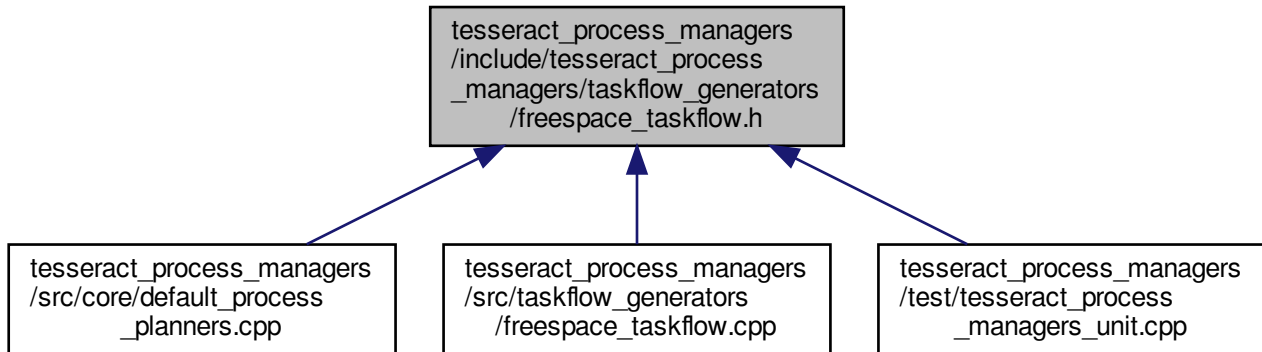 tesseract_process_managers
/include/tesseract_process
_managers/taskflow_generators
/freespace_taskflow.h
tesseract_process_managers
/src/core/default_process
_planners.cpp
tesseract_process_managers
/src/taskflow_generators
/freespace_taskflow.cpp
tesseract_process_managers
/test/tesseract_process
_managers_unit.cpp